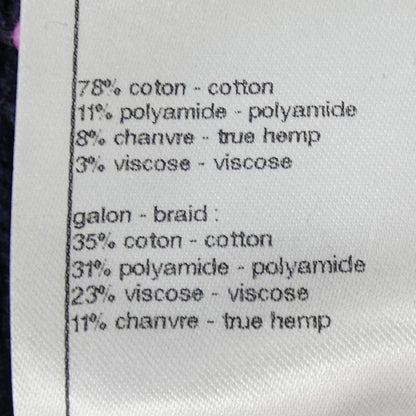 78% coton - cotton
11% polyamide - polyamide
8% chanvre - true hemp
3% viscose - viscose
galon - braid :
35% coton - cotton
31% polyamide - polyamide
23% viscose - viscose
11% chanvre - true hemp